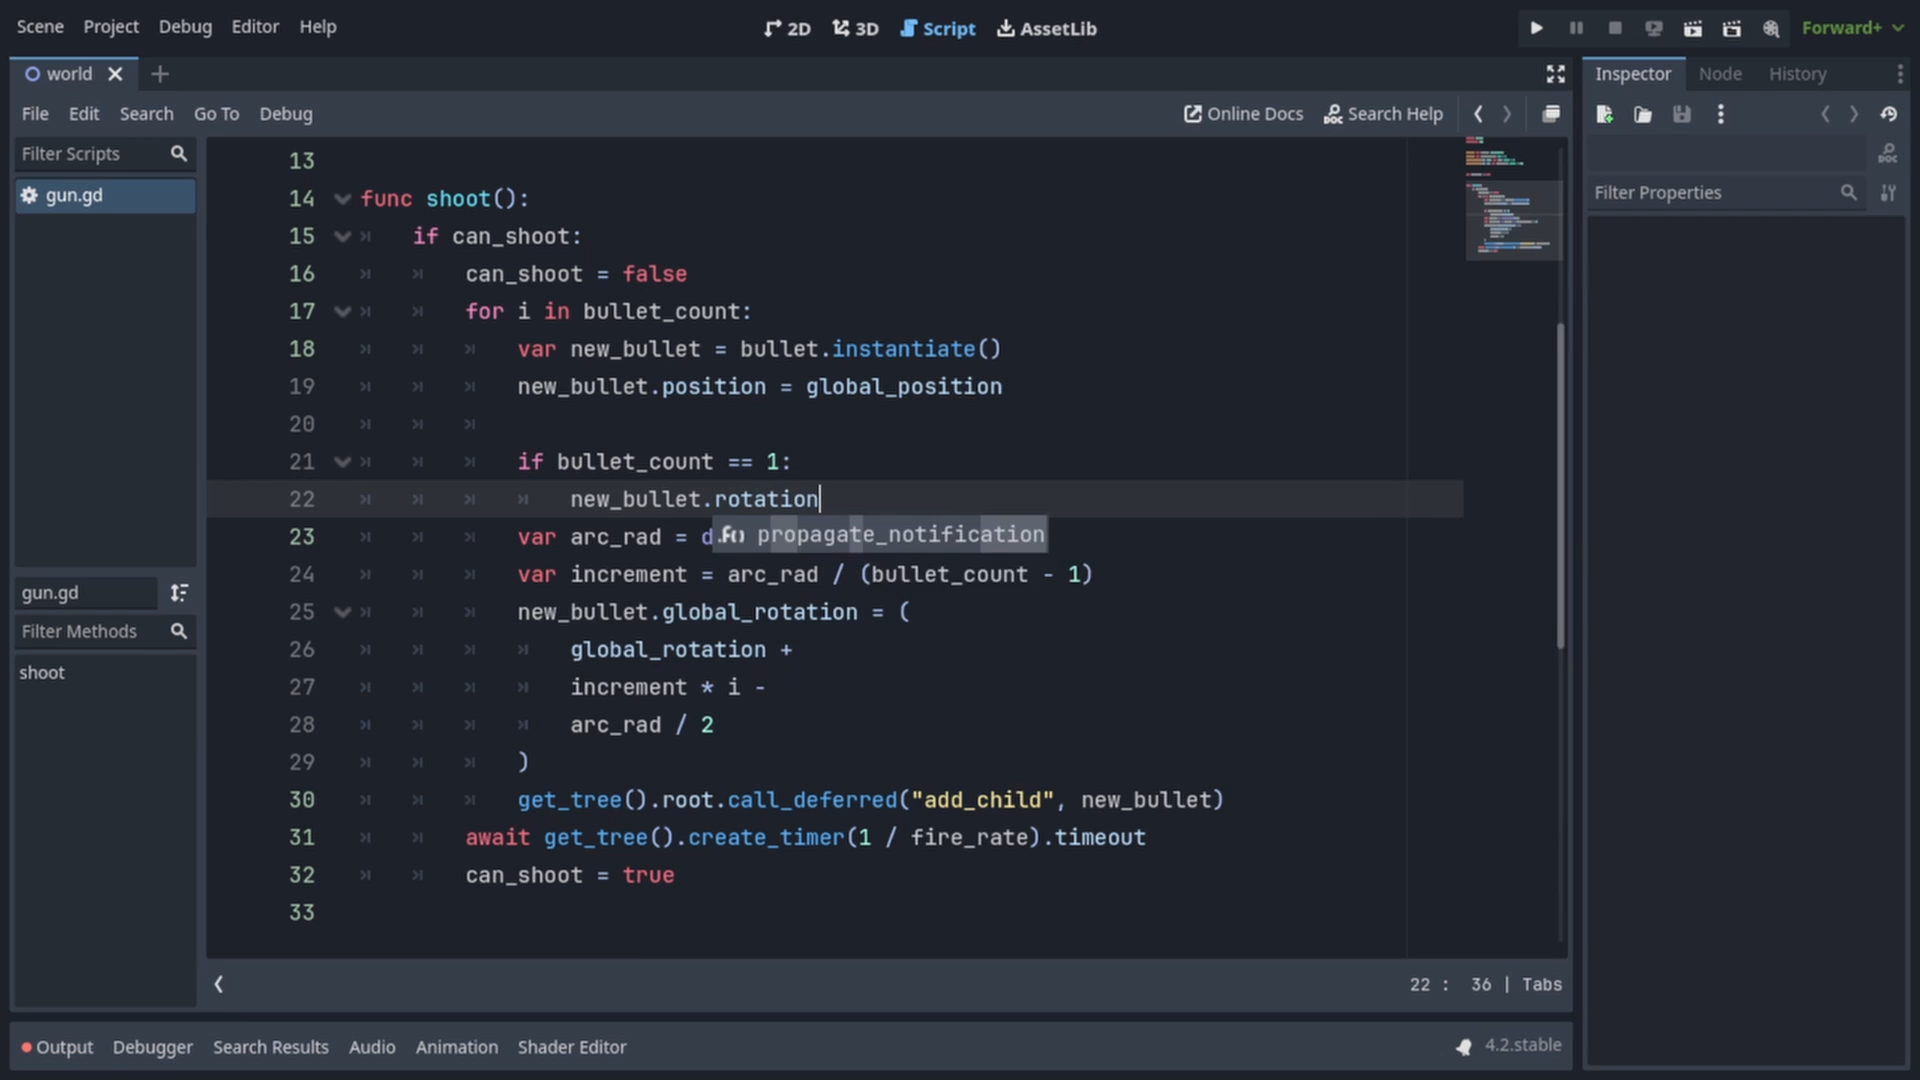 Scene Project Debug Editor Help
2D 3D Script AssetLib
Forward+
world
Inspector Node History
File Edit Search Go To Debug
Online Docs Search Help
Filter Scripts
Filter Properties
gun.gd
gun.gd
Filter Methods
shoot
13
14 func shoot():
15 if can_shoot:
16 can_shoot = false
17 for i in bullet_count:
18 var new_bullet = bullet.instantiate()
19 new_bullet.position = global_position
20
21 if bullet_count == 1:
22 new_bullet.rotation
23 var arc_rad = d
propagate_notification
24 var increment = arc_rad / (bullet_count - 1)
25 new_bullet.global_rotation = (
26 global_rotation +
27 increment * i -
28 arc_rad / 2
29 )
30 get_tree().root.call_deferred("add_child", new_bullet)
31 await get_tree().create_timer(1 / fire_rate).timeout
32 can_shoot = true
33
22 : 36 | Tabs
Output Debugger Search Results Audio Animation Shader Editor
4.2.stable